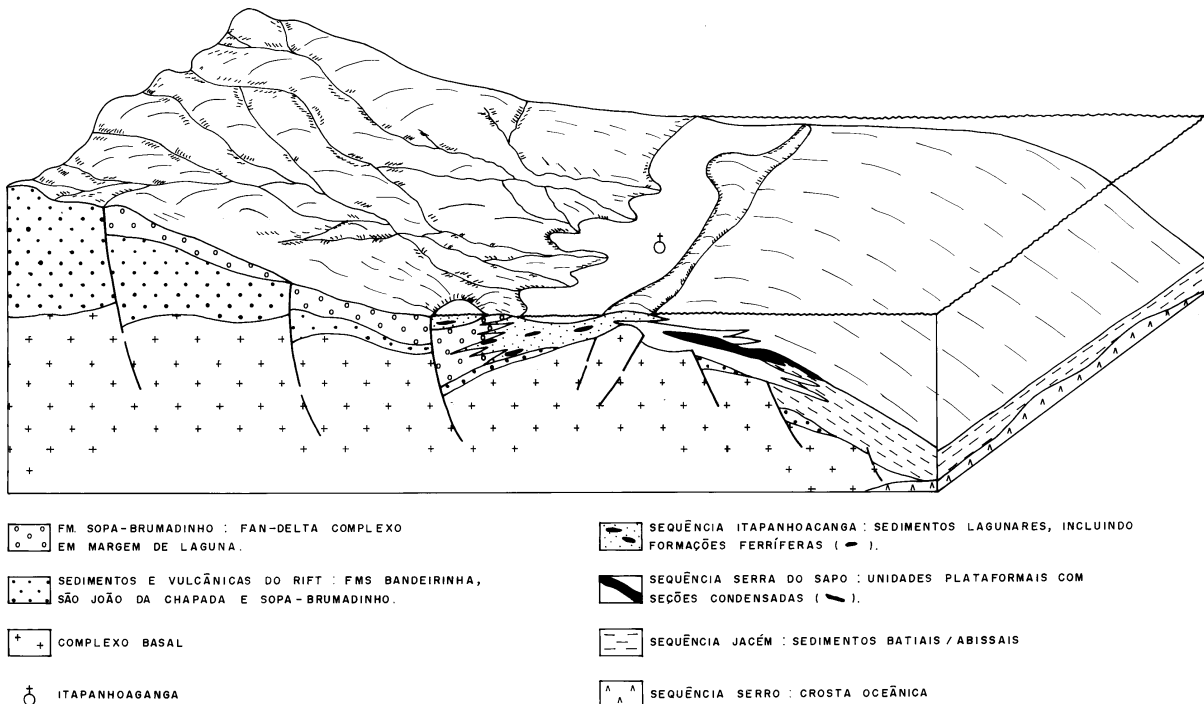 FM. SOPA-BRUMADINHO : FAN-DELTA COMPLEXO
EM MARGEM DE LAGUNA.
SEDIMENTOS E VULCÂNICAS DO RIFT : FMS BANDEIRINHA,
SÃO JOÃO DA CHAPADA E SOPA-BRUMADINHO.
COMPLEXO BASAL
ITAPANHOAGANGA
SEQUÊNCIA ITAPANHOACANGA : SEDIMENTOS LAGUNARES, INCLUINDO
FORMAÇÕES FERRÍFERAS ( ).
SEQUÊNCIA SERRA DO SAPO : UNIDADES PLATAFORMAIS COM
SEÇÕES CONDENSADAS ( ).
SEQUÊNCIA JACÉM : SEDIMENTOS BATIAIS / ABISSAIS
SEQUÊNCIA SERRO : CROSTA OCEÂNICA